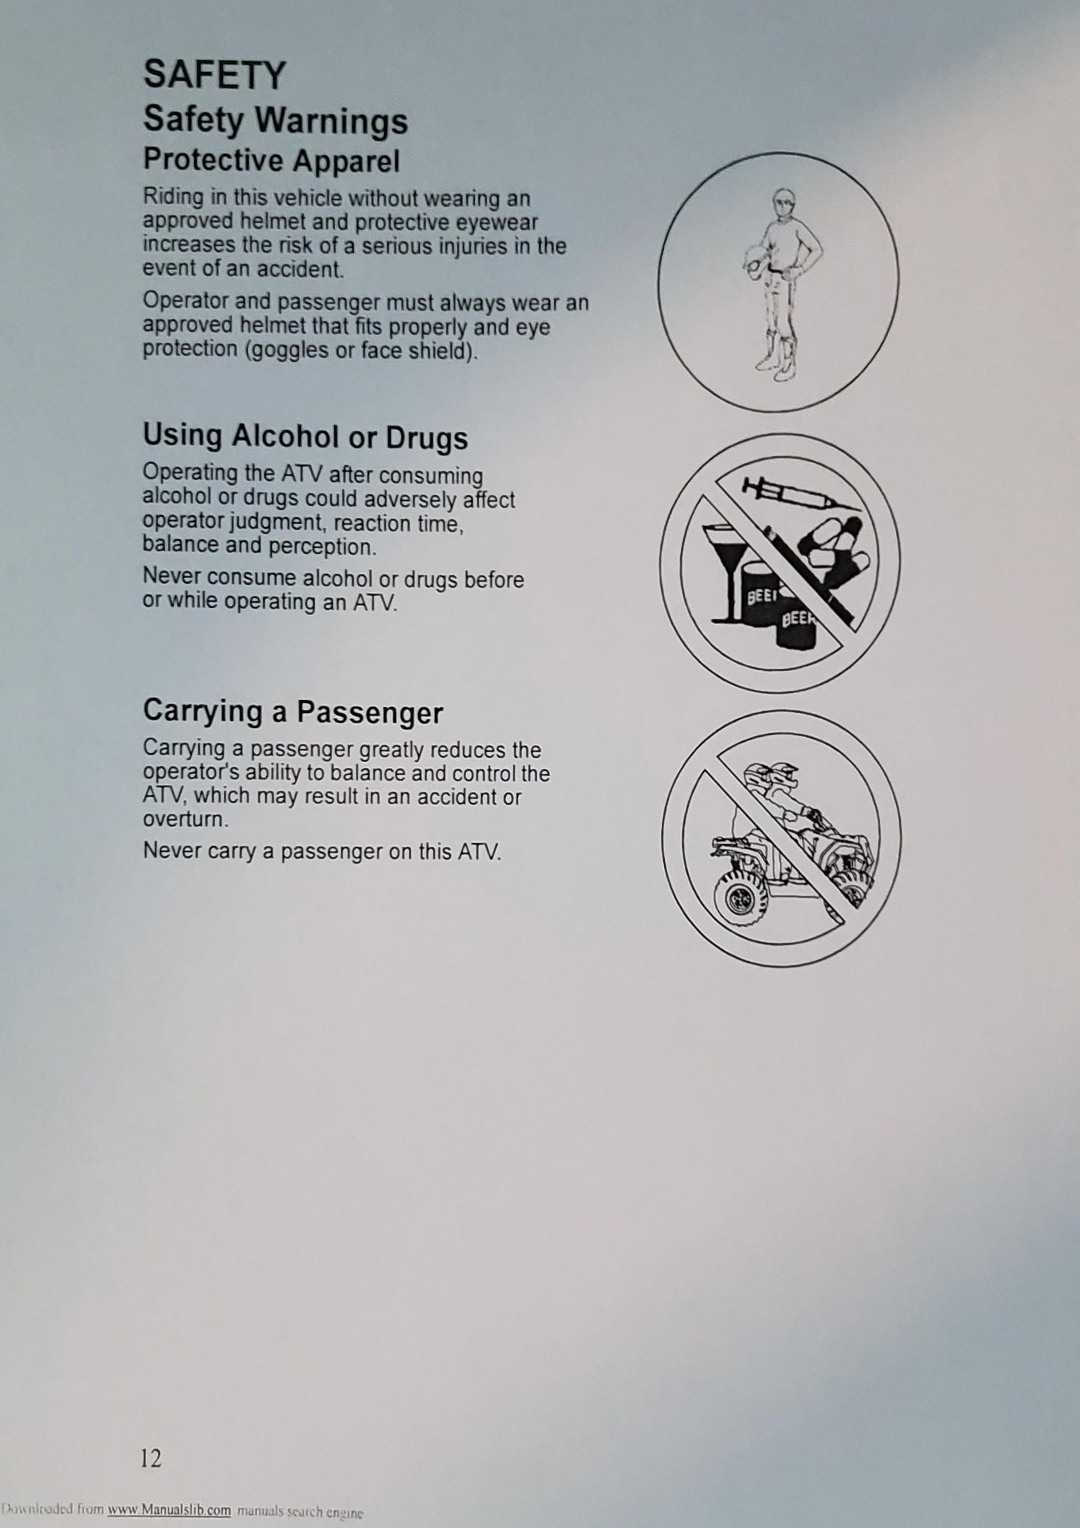 SAFETY
Safety Warnings
Protective Apparel
Riding in this vehicle without wearing an
approved helmet and protective eyewear
increases the risk of a serious injuries in the
event of an accident.
Operator and passenger must always wear an
approved helmet that fits properly and eye
protection (goggles or face shield).
Using Alcohol or Drugs
Operating the ATV after consuming
alcohol or drugs could adversely affect
operator judgment, reaction time,
balance and perception.
Never consume alcohol or drugs before
or while operating an ATV.
BEER
BEER
Carrying a Passenger
Carrying a passenger greatly reduces the
operator's ability to balance and control the
ATV, which may result in an accident or
overturn.
Never carry a passenger on this ATV.
12
Downloaded from www.Manualslib.com manuals search engine